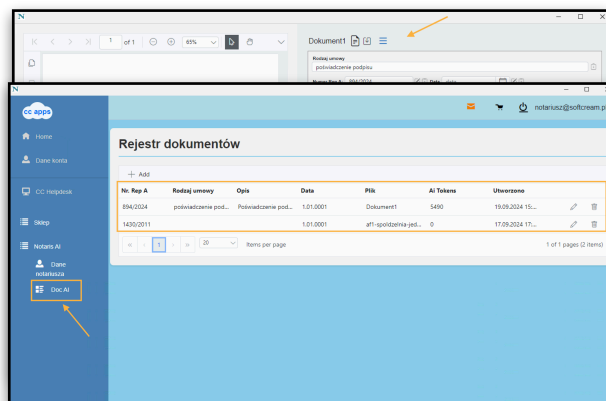 N
1 of 1 65%
Dokument1
Rodzaj umowy
poświadczenie podpisu
Numer Rep A 894/2024 Data data
N
cc apps
notariusz@softcream.pl
Home
Dane konta
CC Helpdesk
Sklep
Notaris AI
Dane notariusza
Doc AI
Rejestr dokumentów
+ Add
Nr. Rep A Rodzaj umowy Opis Data Plik Ai Tokens Utworzono
894/2024 poświadczenie pod... Poświadczenie pod... 1.01.0001 Dokument1 5490 19.09.2024 15:...
1430/2011 1.01.0001 af1-spoldzelnia-jed... 0 17.09.2024 17:...
1 20 Items per page 1 of 1 pages (2 items)